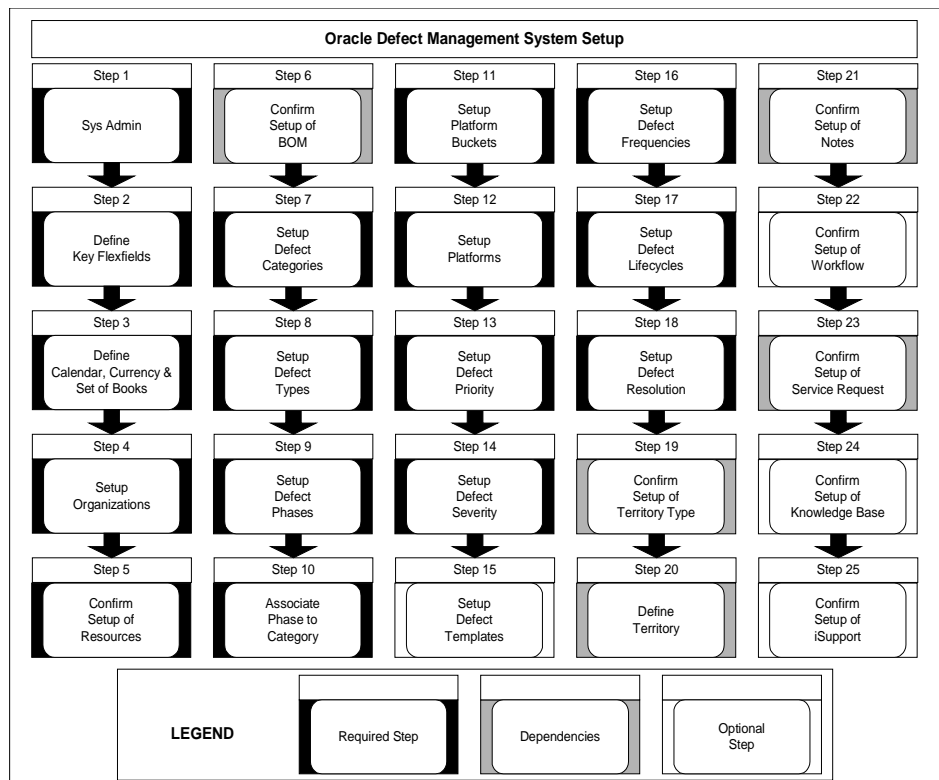 Oracle Defect Management System Setup
Step 1
Sys Admin
Step 2
Define
Key Flexfields
Step 3
Define
Calendar, Currency &
Set of Books
Step 4
Setup
Organizations
Step 5
Confirm
Setup of
Resources
Step 6
Confirm
Setup of
BOM
Step 7
Setup
Defect
Categories
Step 8
Setup
Defect
Types
Step 9
Setup
Defect
Phases
Step 10
Associate
Phase to
Category
Step 11
Setup
Platform
Buckets
Step 12
Setup
Platforms
Step 13
Setup
Defect
Priority
Step 14
Setup
Defect
Severity
Step 15
Setup
Defect
Templates
Step 16
Setup
Defect
Frequencies
Step 17
Setup
Defect
Lifecycles
Step 18
Setup
Defect
Resolution
Step 19
Confirm
Setup of
Territory Type
Step 20
Define
Territory
Step 21
Confirm
Setup of
Notes
Step 22
Confirm
Setup of
Workflow
Step 23
Confirm
Setup of
Service Request
Step 24
Confirm
Setup of
Knowledge Base
Step 25
Confirm
Setup of
iSupport
LEGEND
Required Step
Dependencies
Optional
Step